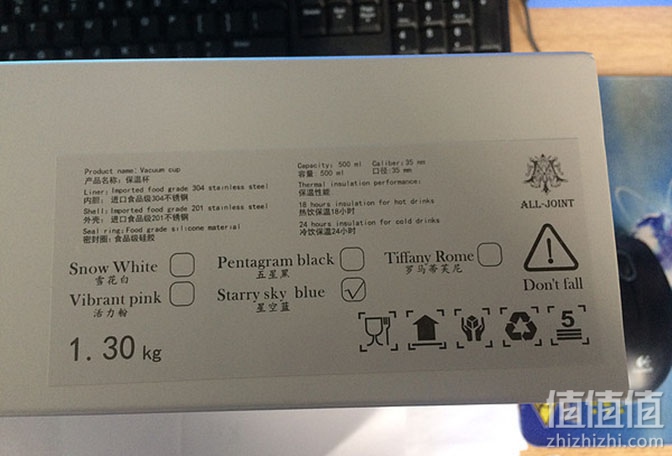 Product name: Vacuum cup
产品名称: 保温杯
Liner: Imported food grade 304 stainless steel
内胆: 进口食品级304不锈钢
Shell: Imported food grade 201 stainless steel
外壳: 进口食品级201不锈钢
Seal ring: Food grade silicone material
密封圈: 食品级硅胶
Capacity: 500 ml Caliber: 35 mm
容量: 500 ml 口径: 35 mm
Thermal insulation performance:
保温性能
18 hours insulation for hot drinks
热饮保温18小时
24 hours insulation for cold drinks
冷饮保温24小时
ALL-JOINT
Snow White
雪花白
Pentagram black
五星黑
Tiffany Rome
罗马蒂芙尼
Vibrant pink
活力粉
Starry sky blue
星空蓝
Don't fall
1.30 kg
5
值值值
zhizhizhi.com